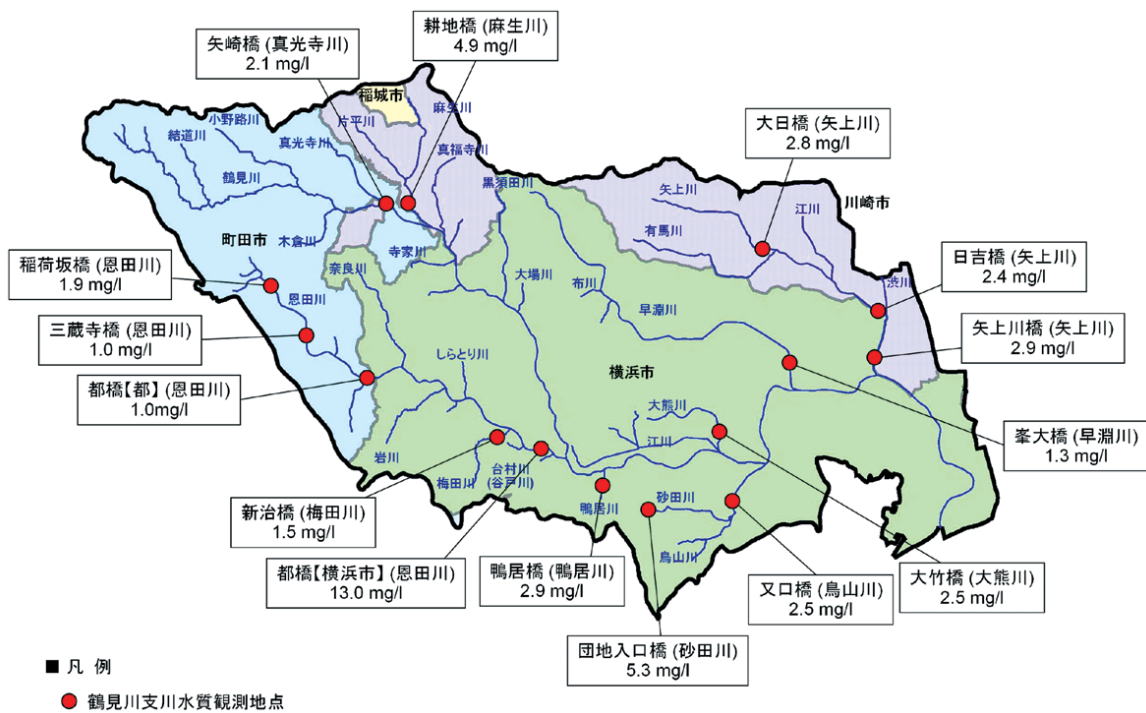 矢崎橋 (真光寺川)
2.1 mg/l
耕地橋 (麻生川)
4.9 mg/l
大日橋 (矢上川)
2.8 mg/l
稲城市
麻生川
小野路川
片平川
結道川
真光寺川
真福寺川
黒須田川
矢上川
江川
川崎市
鶴見川
有馬川
町田市
木倉川
寺家川
稲荷坂橋 (恩田川)
1.9 mg/l
奈良川
大場川
布川
渋川
日吉橋 (矢上川)
2.4 mg/l
恩田川
早淵川
三蔵寺橋 (恩田川)
1.0 mg/l
矢上川橋 (矢上川)
2.9 mg/l
しらとり川
横浜市
都橋【都】 (恩田川)
1.0mg/l
大熊川
峯大橋 (早淵川)
1.3 mg/l
江川
岩川
台村川
(谷戸川)
梅田川
鴨居川
砂田川
鳥山川
新治橋 (梅田川)
1.5 mg/l
都橋【横浜市】 (恩田川)
13.0 mg/l
鴨居橋 (鴨居川)
2.9 mg/l
又口橋 (鳥山川)
2.5 mg/l
大竹橋 (大熊川)
2.5 mg/l
団地入口橋 (砂田川)
5.3 mg/l
■ 凡 例
鶴見川支川水質観測地点